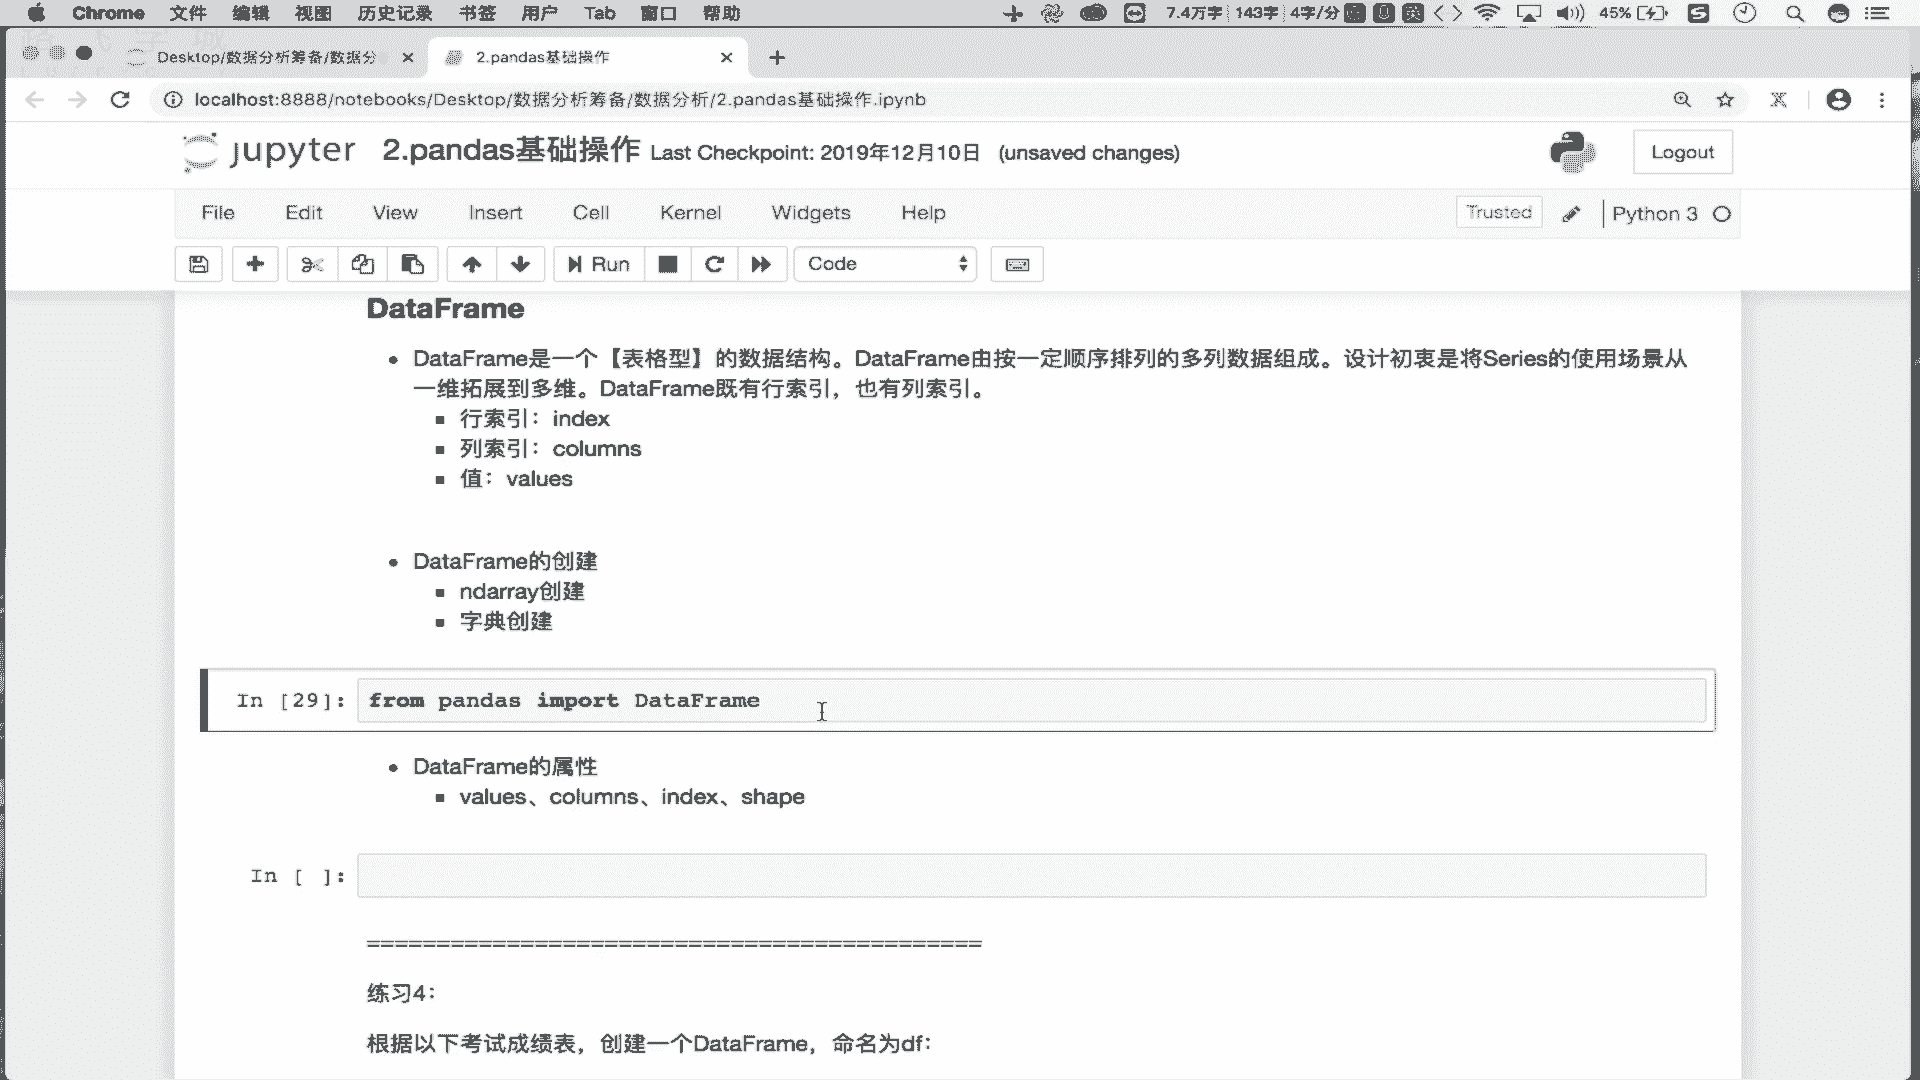 Chrome 文件 编辑 视图 历史记录 书签 用户 Tab 窗口 帮助 7.4万字 143字 4字/分 英 45%
Desktop/数据分析筹备/数据分
2.pandas基础操作
localhost:8888/notebooks/Desktop/数据分析筹备/数据分析/2.pandas基础操作.ipynb
jupyter 2.pandas基础操作 Last Checkpoint: 2019年12月10日 (unsaved changes)
Logout
File Edit View Insert Cell Kernel Widgets Help
Trusted
Python 3
Run
Code
DataFrame
DataFrame是一个【表格型】的数据结构。DataFrame由按一定顺序排列的多列数据组成。设计初衷是将Series的使用场景从
一维拓展到多维。DataFrame既有行索引，也有列索引。
行索引：index
列索引：columns
值：values
DataFrame的创建
ndarray创建
字典创建
In [29]: from pandas import DataFrame
DataFrame的属性
values、columns、index、shape
In [ ]:
============================================
练习4：
根据以下考试成绩表，创建一个DataFrame，命名为df：